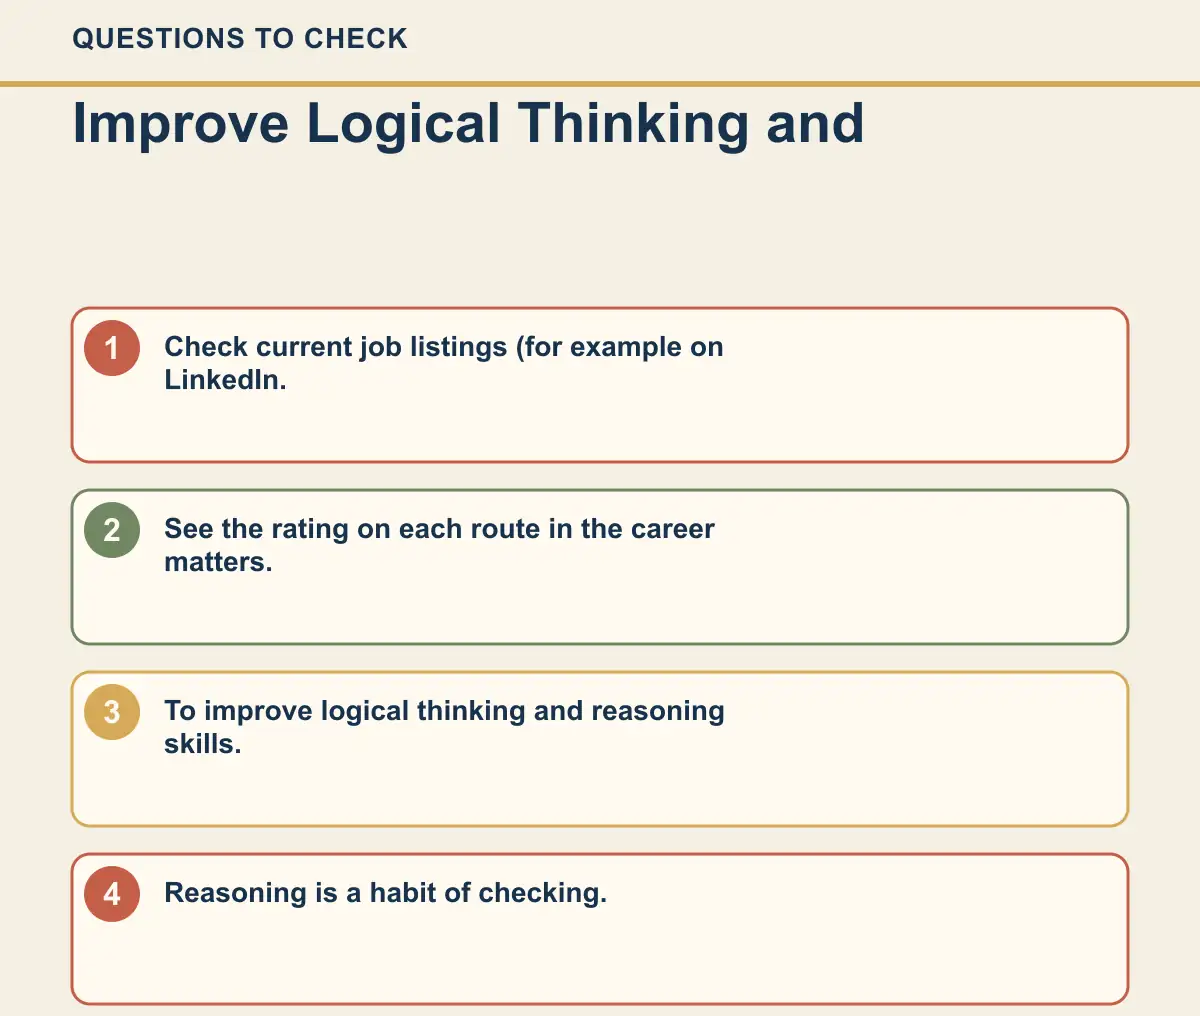 QUESTIONS TO CHECK
Improve Logical Thinking and
1
Check current job listings (for example on
LinkedIn.
2
See the rating on each route in the career
matters.
3
To improve logical thinking and reasoning
skills.
4
Reasoning is a habit of checking.